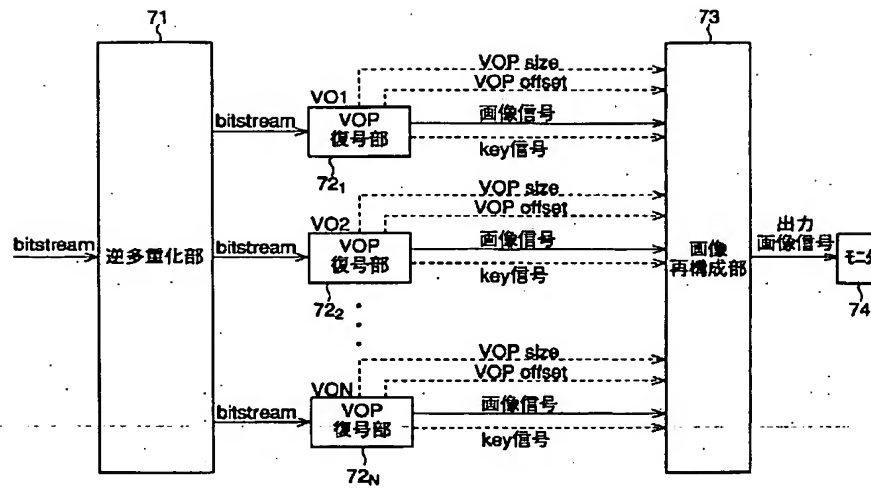 71
73
VOP size
VOP offset
VO1
bitstream
VOP
復号部
画像信号
key信号
72₁
VOP size
VOP offset
VO2
bitstream
bitstream
逆多重化部
VOP
復号部
画像信号
key信号
画像
再構成部
出力
画像信号
72₂
74
VOP size
VOP offset
VON
bitstream
VOP
復号部
画像信号
key信号
72N